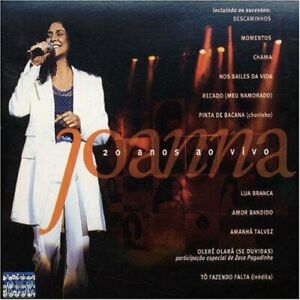 incluindo os sucessos:
DESCAMINHOS
MOMENTOS
CHAMA
NOS BAILES DA VIDA
RECADO (MEU NAMORADO)
PINTA DE BACANA (chorinho)
joanna
20 anos ao vivo
LUA BRANCA
AMOR BANDIDO
AMANHÃ TALVEZ
OLERÊ OLARÁ (SE DUVIDAS)
participação especial de Zeca Pagodinho
TÔ FAZENDO FALTA (inédita)